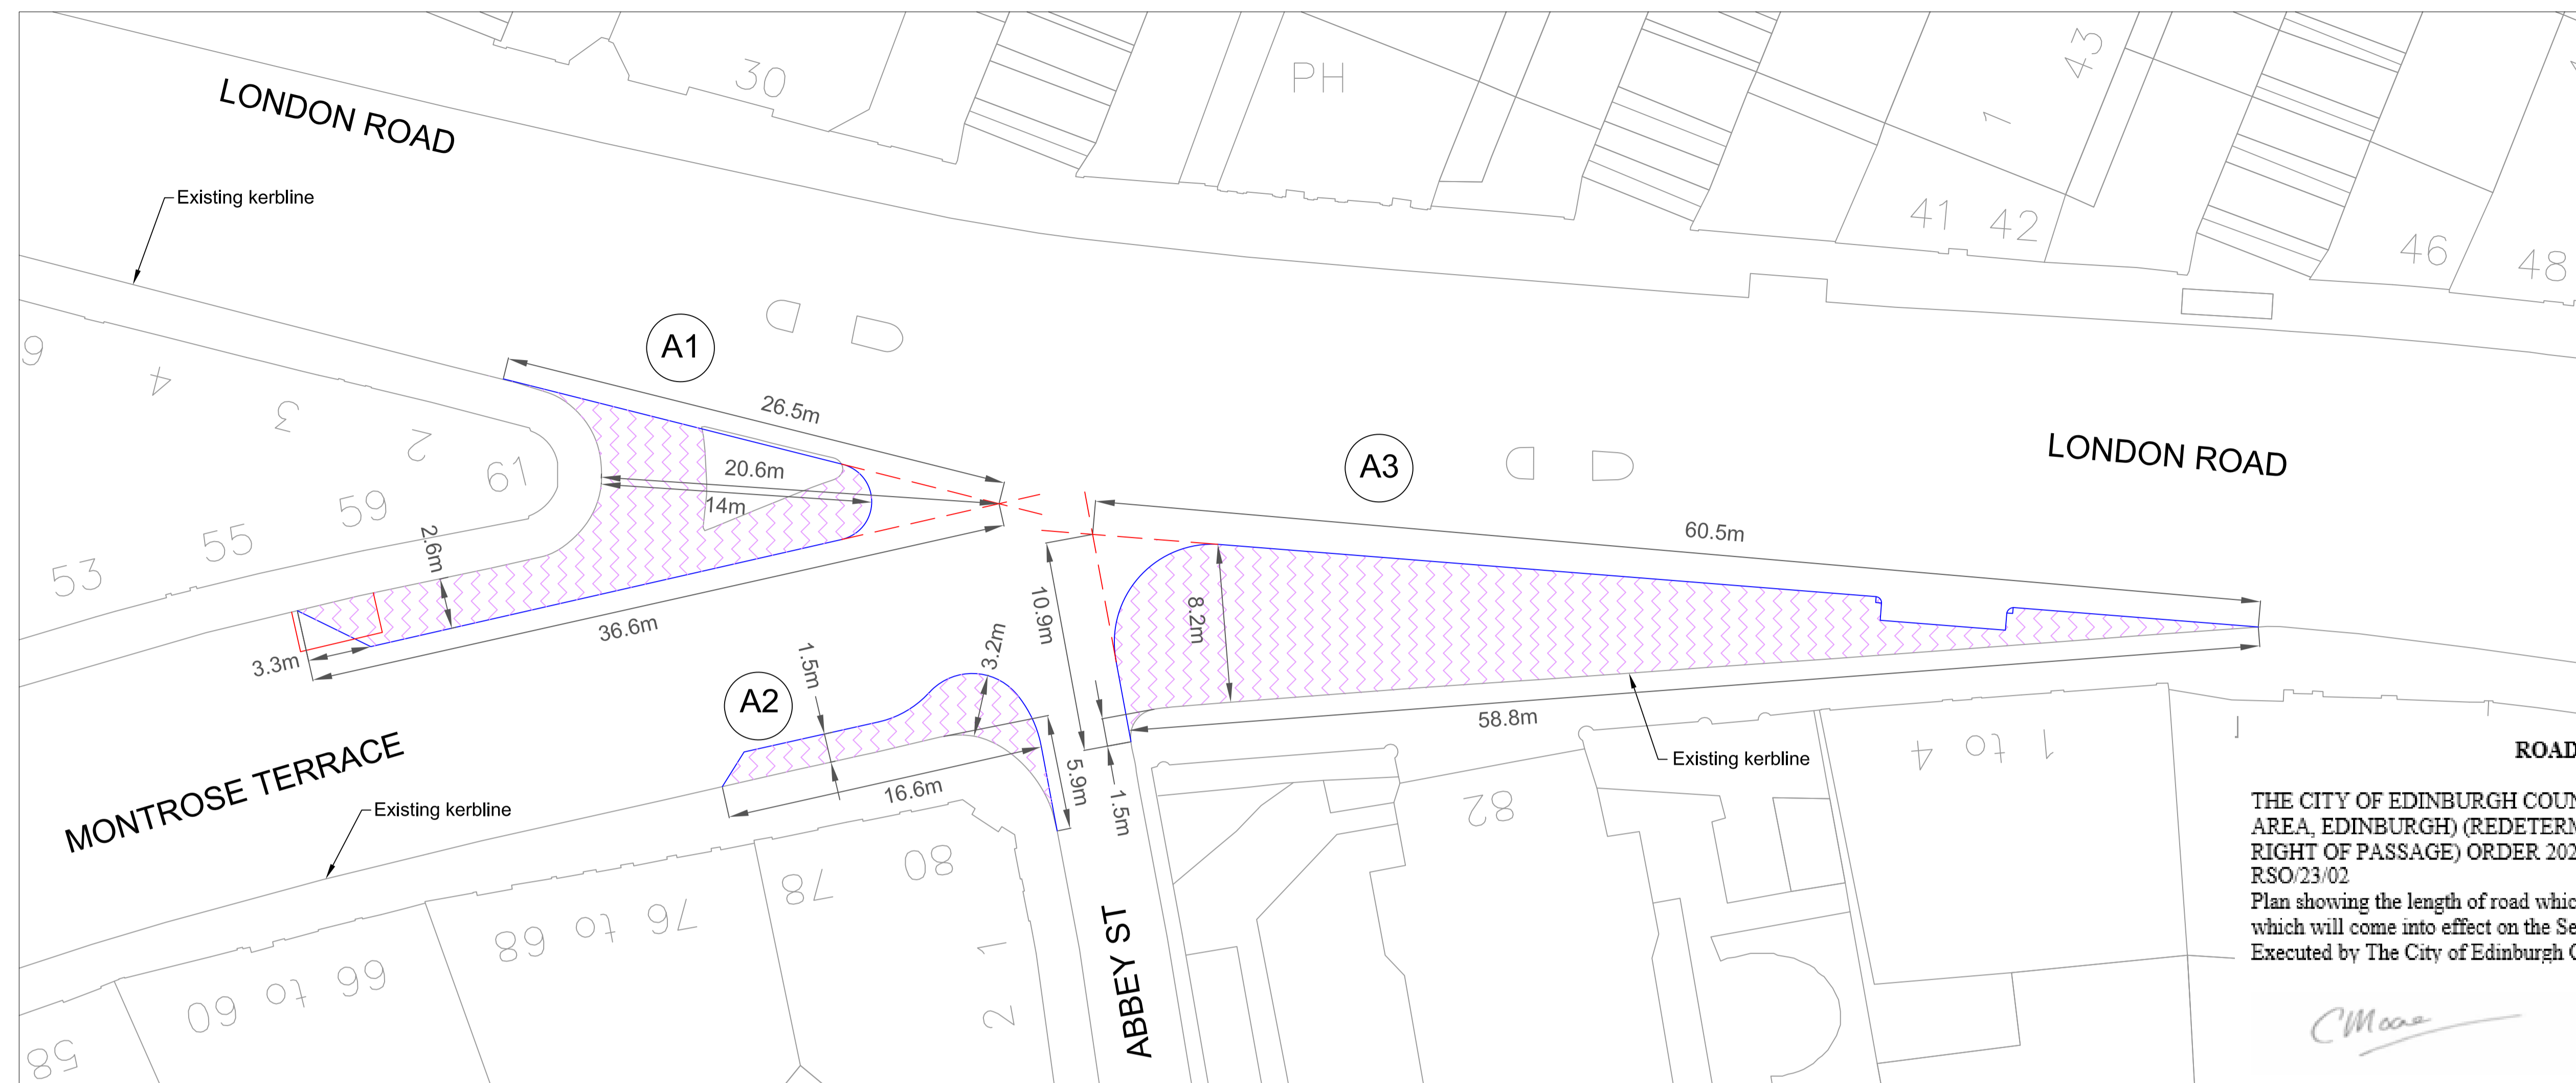 30
PH
43
1
LONDON ROAD
Existing kerbline
41
42
46
48
A1
6
4
3
2
61
59
55
53
26.5m
20.6m
14m
2.6m
36.6m
3.3m
A3
LONDON ROAD
60.5m
10.9m
8.2m
58.8m
1.5m
Existing kerbline
A2
1.5m
3.2m
16.6m
5.9m
MONTROSE TERRACE
Existing kerbline
82
1 to 4
80
78
76 to 68
66 to 60
58
1
2
ABBEY ST
ROAD
THE CITY OF EDINBURGH COUN
AREA, EDINBURGH) (REDETERM
RIGHT OF PASSAGE) ORDER 202
RSO/23/02
Plan showing the length of road whic
which will come into effect on the Se
Executed by The City of Edinburgh C